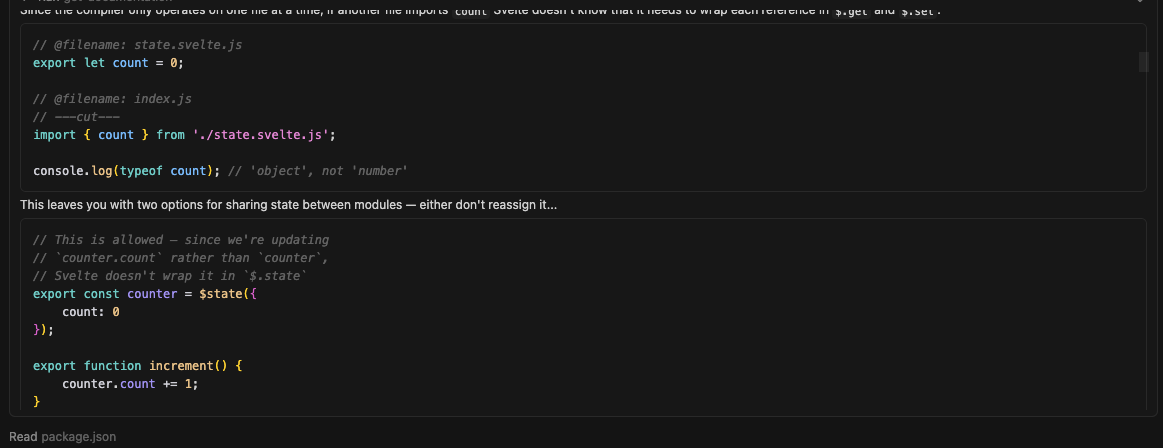 Since the compiler only operates on one file at a time, if another file imports count Svelte doesn't know that it needs to wrap each reference in $.get and $.set:
// @filename: state.svelte.js
export let count = 0;
// @filename: index.js
// ---cut---
import { count } from './state.svelte.js';
console.log(typeof count); // 'object', not 'number'
This leaves you with two options for sharing state between modules — either don't reassign it...
// This is allowed — since we're updating
// `counter.count` rather than `counter`,
// Svelte doesn't wrap it in `$.state`
export const counter = $state({
    count: 0
});
export function increment() {
    counter.count += 1;
}
Read package.json